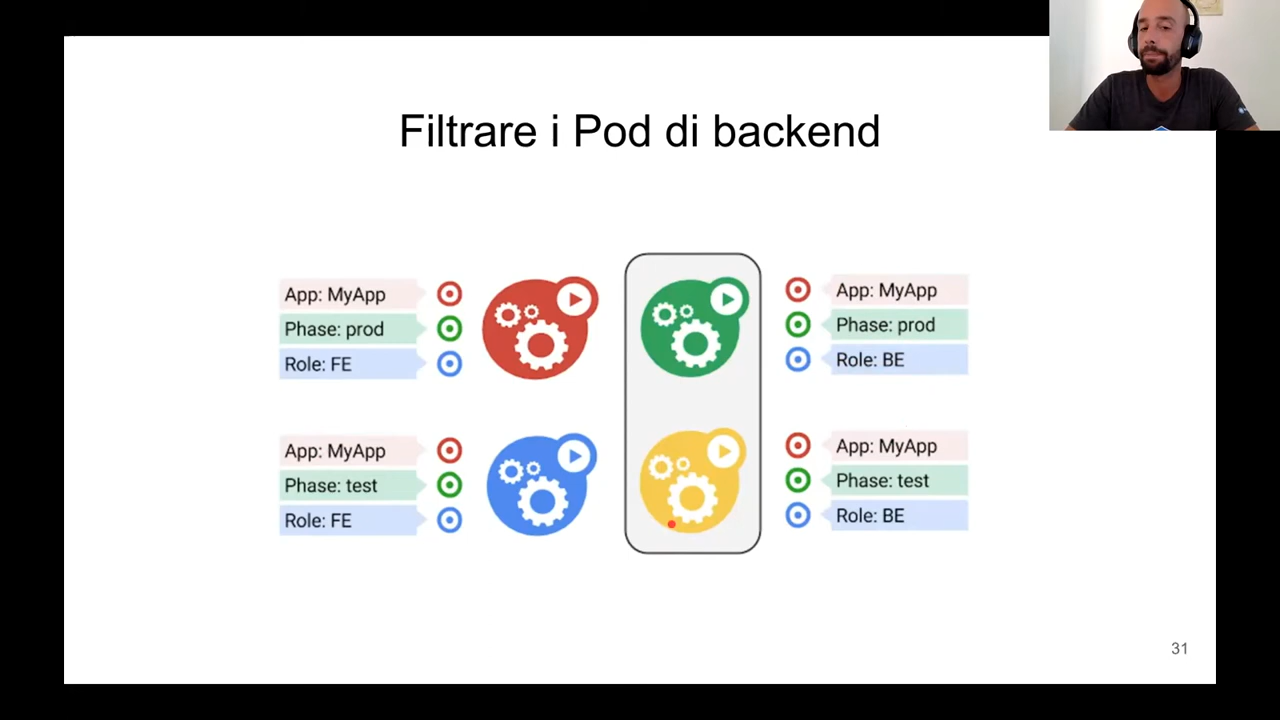 Filtrare i Pod di backend
App: MyApp
Phase: prod
Role: FE
App: MyApp
Phase: prod
Role: BE
App: MyApp
Phase: test
Role: FE
App: MyApp
Phase: test
Role: BE
31